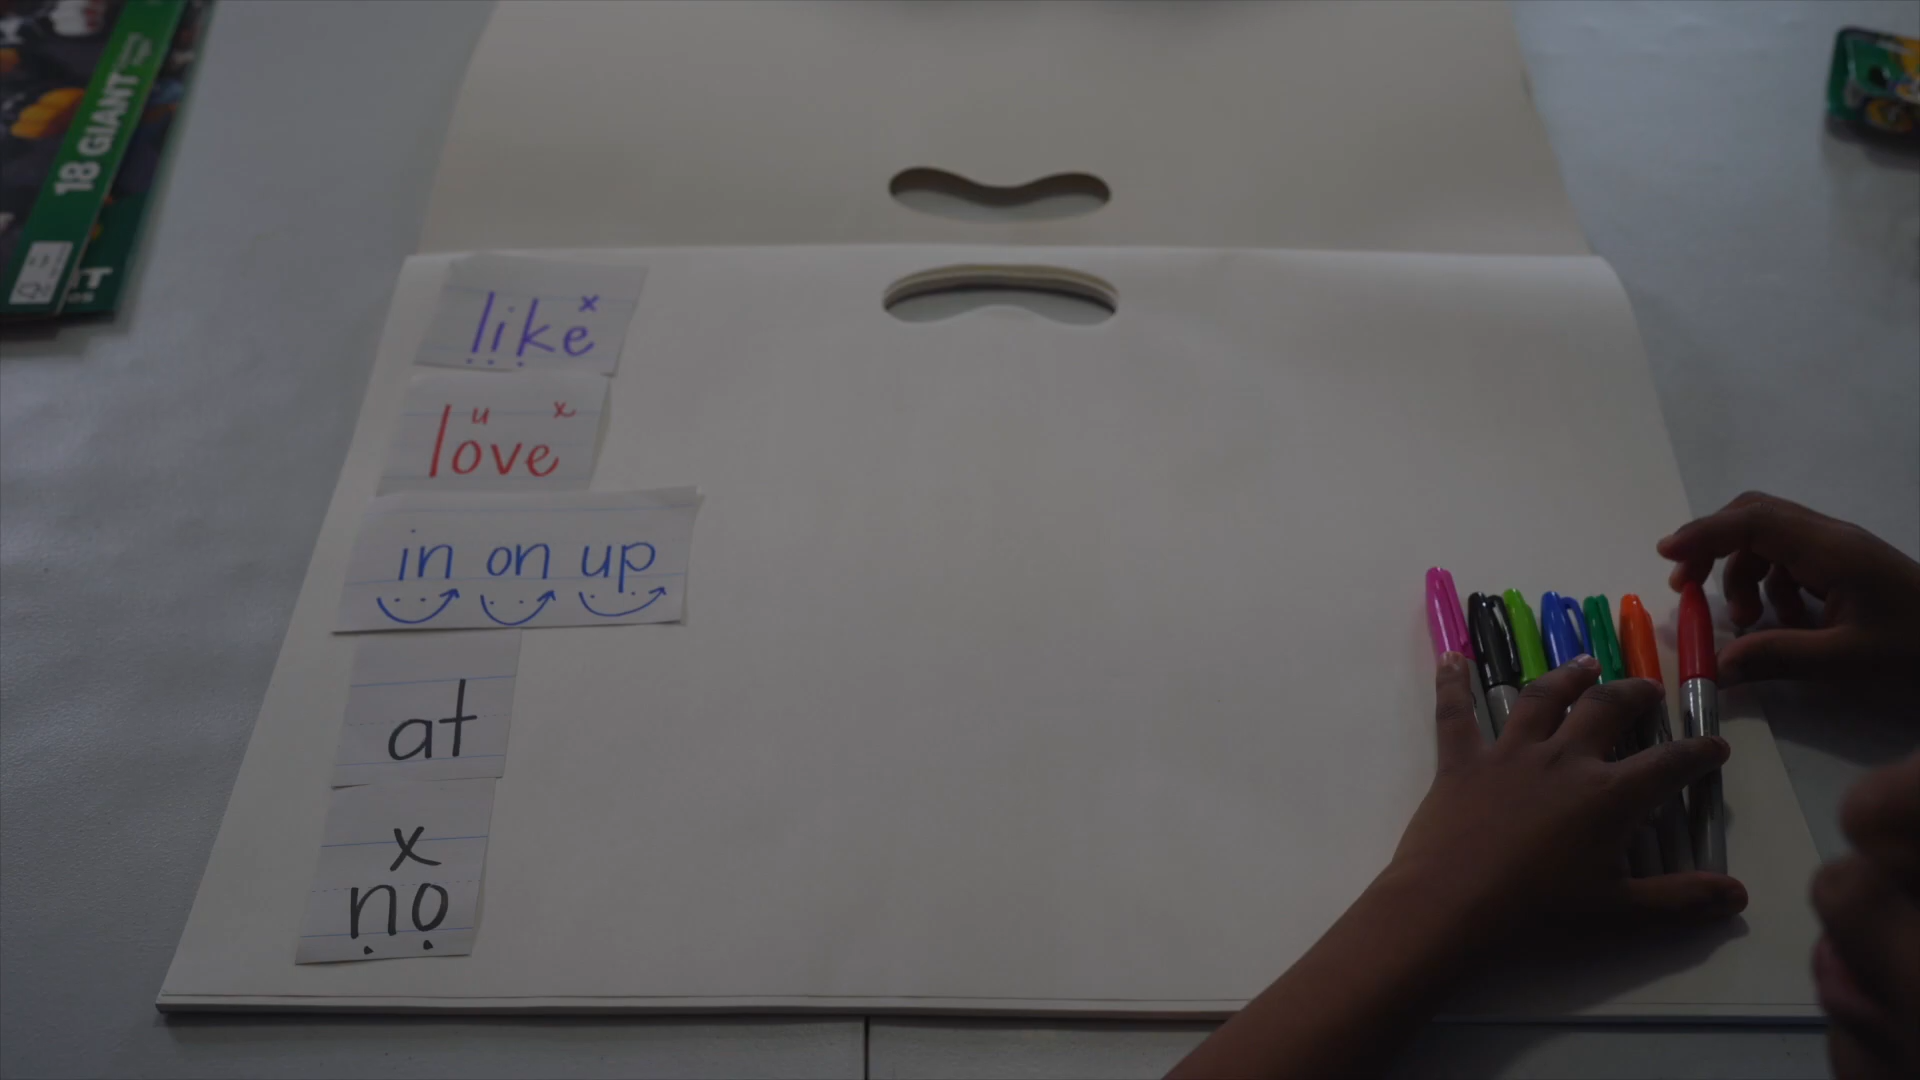 18 GIANT
x
like
u x
love
in on up
at
x
no